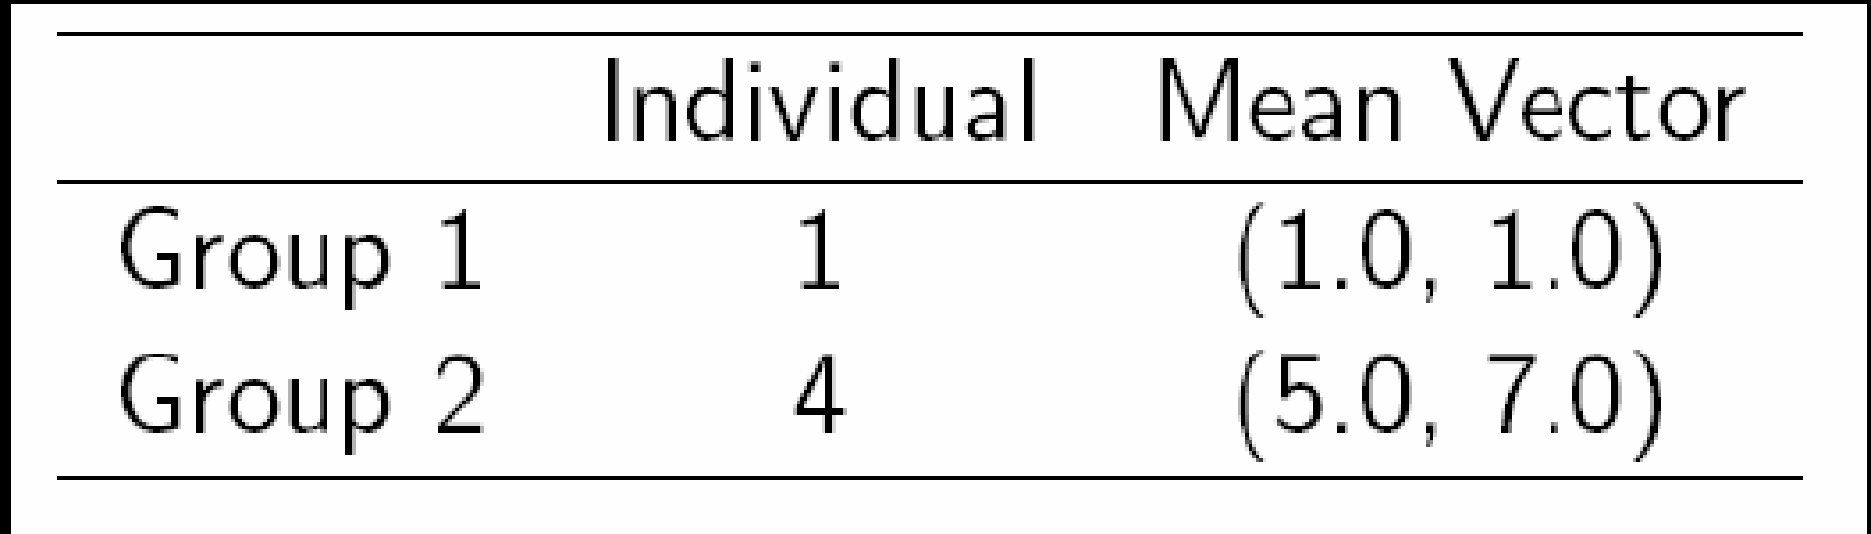 Individual Mean Vector
Group 1 1 (1.0, 1.0)
Group 2 4 (5.0, 7.0)